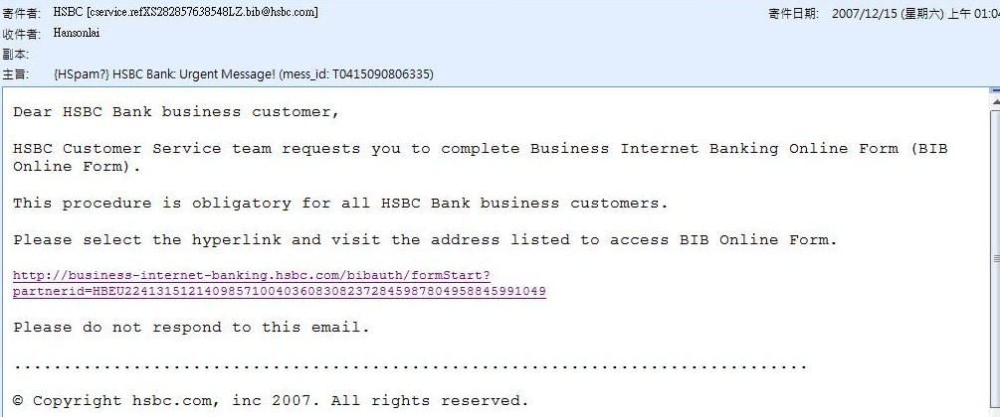 寄件者: HSBC [cservice.refXS282857638548LZ.bib@hsbc.com] 寄件日期: 2007/12/15 (星期六) 上午 01:04
收件者: Hansonlai
副本:
主旨: {HSpam?} HSBC Bank: Urgent Message! (mess_id: T0415090806335)
Dear HSBC Bank business customer,
HSBC Customer Service team requests you to complete Business Internet Banking Online Form (BIB
Online Form).
This procedure is obligatory for all HSBC Bank business customers.
Please select the hyperlink and visit the address listed to access BIB Online Form.
http://business-internet-banking.hsbc.com/bibauth/formStart?
partnerid=HBEU22413151214098571004036083082372845987804958845991049
Please do not respond to this email.
................................................................................
© Copyright hsbc.com, inc 2007. All rights reserved.